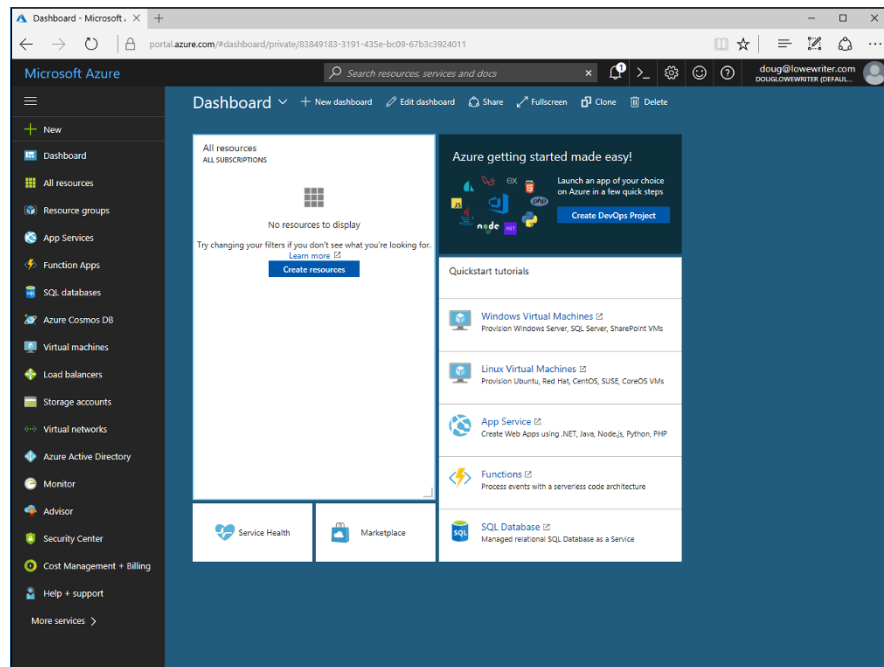 Dashboard - Microsoft.
portal.azure.com/#dashboard/private/83849183-3191-435e-bc09-67b3c3924011
Microsoft Azure
Search resources, services and docs
1
doug@lowewriter.com
DOUGLOWEWRITER (DEFAUL...
Dashboard
New dashboard
Edit dashboard
Share
Fullscreen
Clone
Delete
New
Dashboard
All resources
Resource groups
App Services
Function Apps
SQL databases
Azure Cosmos DB
Virtual machines
Load balancers
Storage accounts
Virtual networks
Azure Active Directory
Monitor
Advisor
Security Center
Cost Management + Billing
Help + support
More services >
All resources
ALL SUBSCRIPTIONS
No resources to display
Try changing your filters if you don't see what you're looking for.
Learn more
Create resources
Service Health
Marketplace
Azure getting started made easy!
Launch an app of your choice
on Azure in a few quick steps
Create DevOps Project
EX
JS
php
node
.NET
Quickstart tutorials
Windows Virtual Machines
Provision Windows Server, SQL Server, SharePoint VMs
Linux Virtual Machines
Provision Ubuntu, Red Hat, CentOS, SUSE, CoreOS VMs
App Service
Create Web Apps using .NET, Java, Node.js, Python, PHP
Functions
Process events with a serverless code architecture
SQL
SQL Database
Managed relational SQL Database as a Service